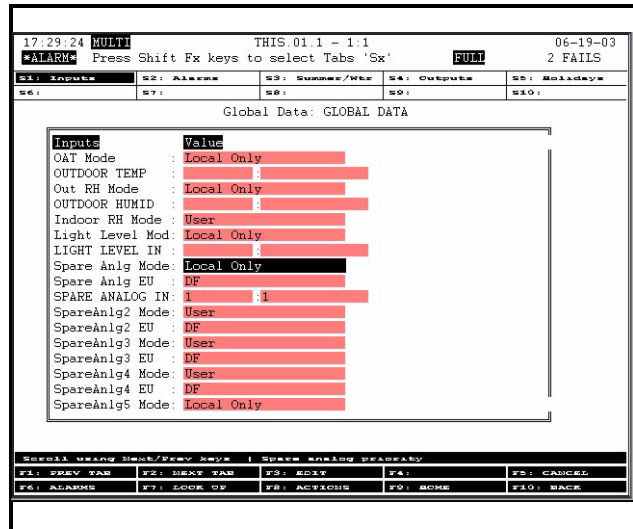 17:29:24 MULTI THIS.01.1 - 1:1 06-19-03
*ALARM* Press Shift Fx keys to select Tabs 'Sx' FULL 2 FAILS
S1: Inputs S2: Alarms S3: Summer/Wtr S4: Outputs S5: Holidays
S6: S7: S8: S9: S10:
Global Data: GLOBAL DATA
Inputs Value
OAT Mode : Local Only
OUTDOOR TEMP : :
Out RH Mode : Local Only
OUTDOOR HUMID : :
Indoor RH Mode : User
Light Level Mod: Local Only
LIGHT LEVEL IN : :
Spare Anlg Mode: Local Only
Spare Anlg EU : DF
SPARE ANALOG IN: 1 :1
SpareAnlg2 Mode: User
SpareAnlg2 EU : DF
SpareAnlg3 Mode: User
SpareAnlg3 EU : DF
SpareAnlg4 Mode: User
SpareAnlg4 EU : DF
SpareAnlg5 Mode: Local Only
Scroll using Next/Prev keys | Spare analog priority
F1: PREV TAB F2: NEXT TAB F3: EDIT F4: F5: CANCEL
F6: ALARMS F7: LOOK UP F8: ACTIONS F9: HOME F10: BACK